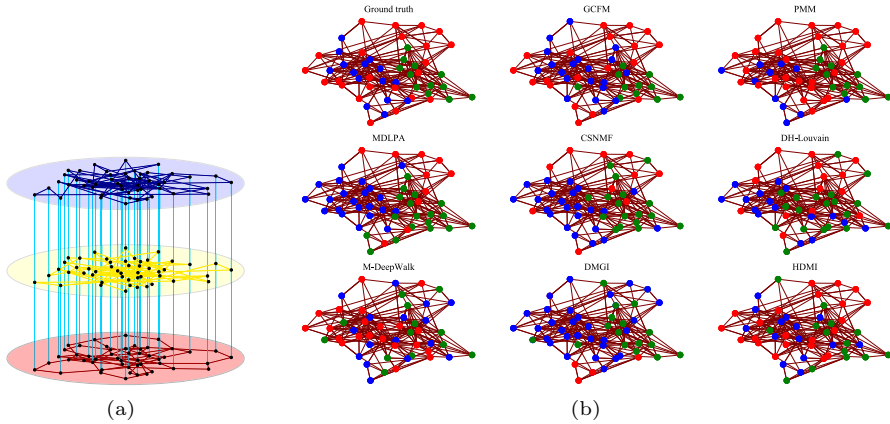 Ground truth
GCFM
PMM
MDLPA
CSNMF
DH-Louvain
M-DeepWalk
DMGI
HDMI
(a)
(b)